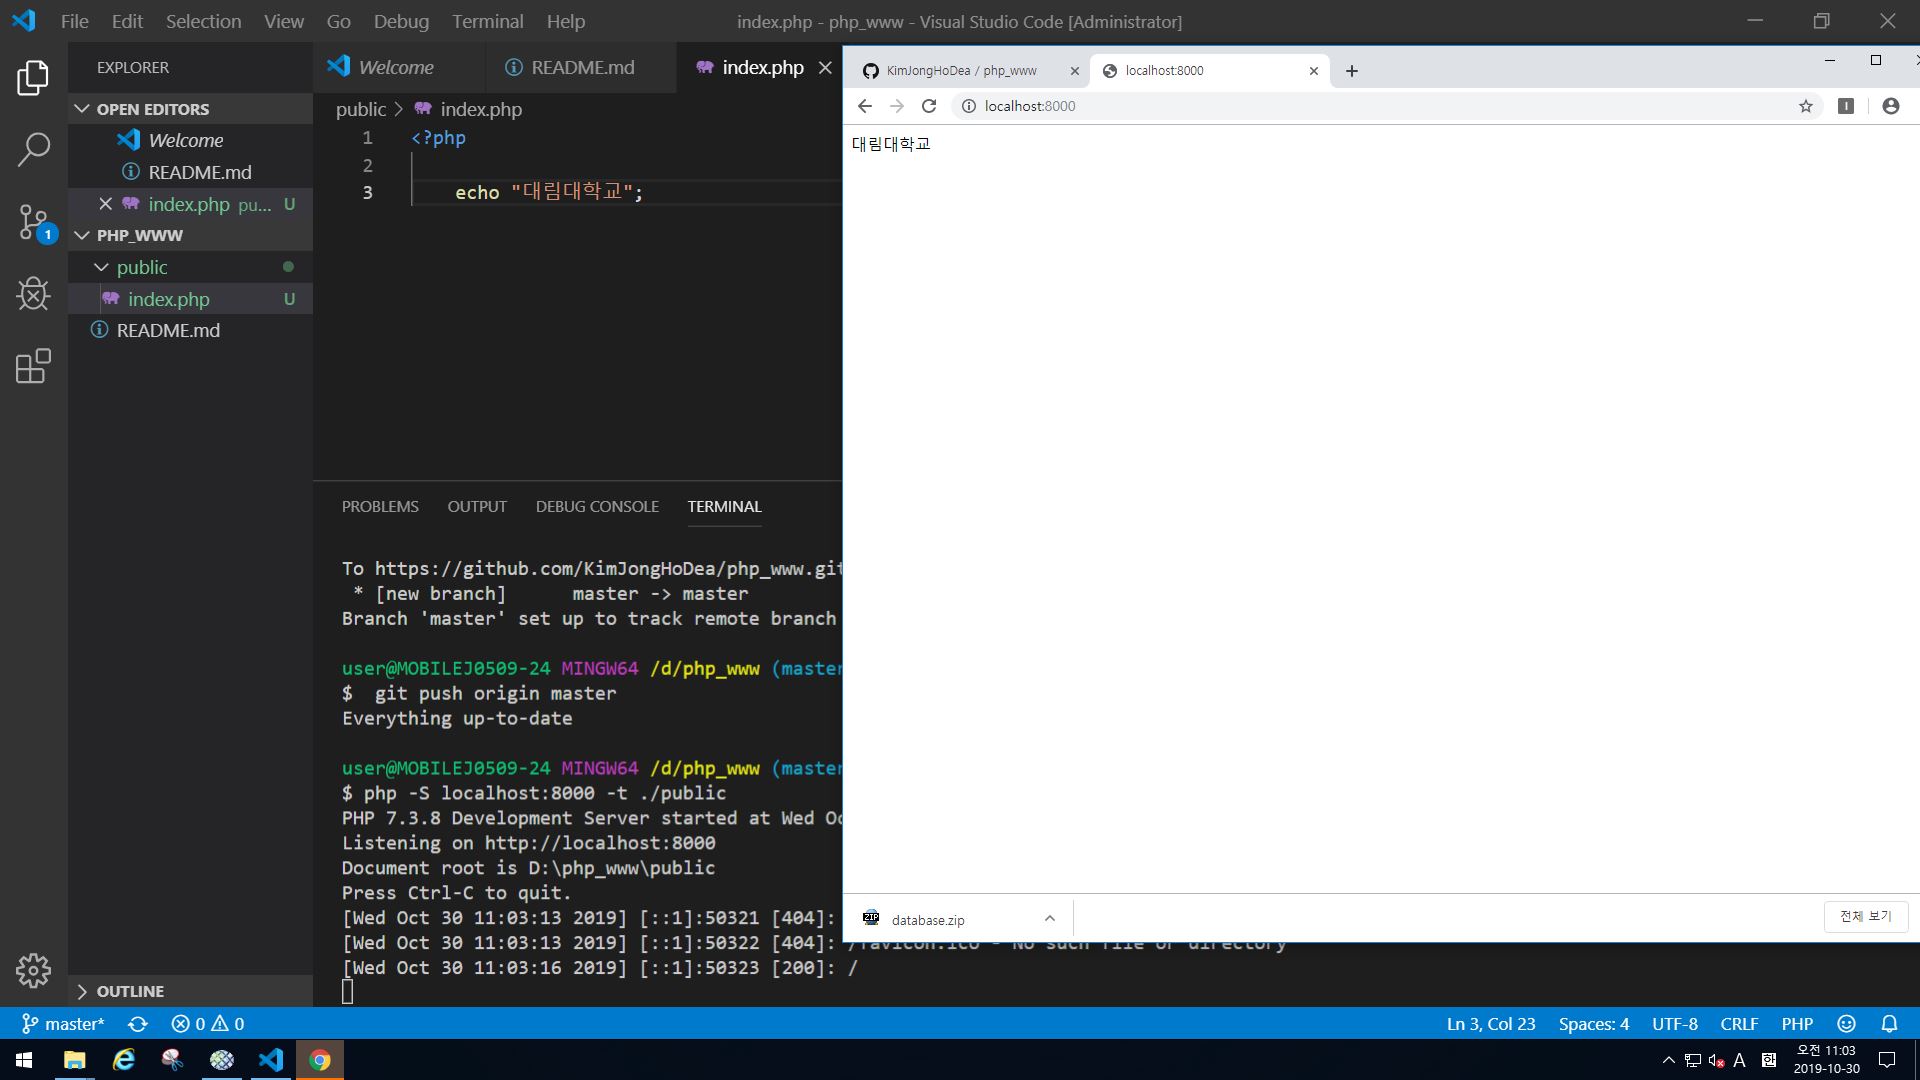 File Edit Selection View Go Debug Terminal Help
index.php - php_www - Visual Studio Code [Administrator]
EXPLORER
OPEN EDITORS
Welcome
README.md
index.php pu... U
PHP_WWW
public
index.php U
README.md
OUTLINE
1
Welcome README.md index.php
public > index.php
1 <?php
2
3 echo "대림대학교";
PROBLEMS OUTPUT DEBUG CONSOLE TERMINAL
To https://github.com/KimJongHoDea/php_www.git
* [new branch] master -> master
Branch 'master' set up to track remote branch
user@MOBILEJ0509-24 MINGW64 /d/php_www (master
$ git push origin master
Everything up-to-date
user@MOBILEJ0509-24 MINGW64 /d/php_www (master
$ php -S localhost:8000 -t ./public
PHP 7.3.8 Development Server started at Wed Oc
Listening on http://localhost:8000
Document root is D:\php_www\public
Press Ctrl-C to quit.
[Wed Oct 30 11:03:13 2019] [::1]:50321 [404]:
[Wed Oct 30 11:03:13 2019] [::1]:50322 [404]: /favicon.ico - No such file or directory
[Wed Oct 30 11:03:16 2019] [::1]:50323 [200]: /
KimJongHoDea / php_www localhost:8000
localhost:8000
대림대학교
ZIP database.zip 전체 보기
master* 0 0 Ln 3, Col 23 Spaces: 4 UTF-8 CRLF PHP
A 한 오전 11:03
2019-10-30